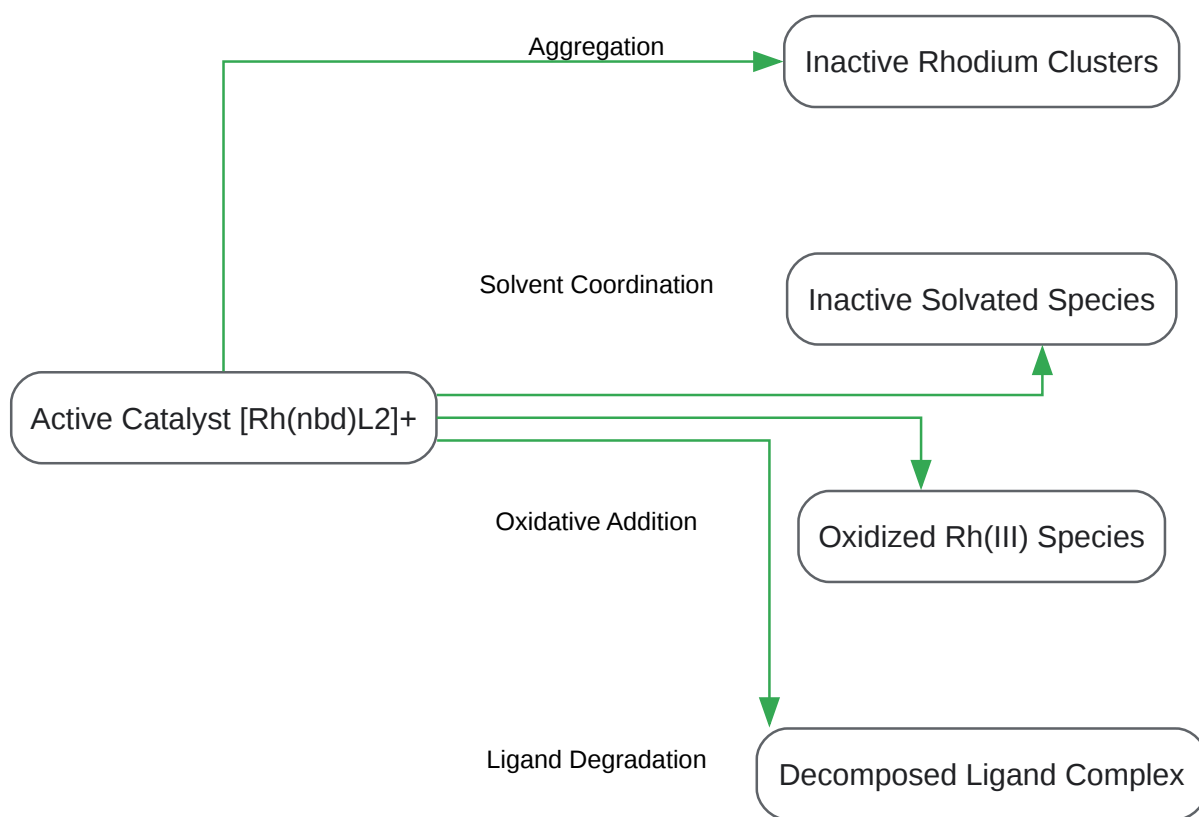 Aggregation
Inactive Rhodium Clusters
Solvent Coordination
Inactive Solvated Species
Active Catalyst [Rh(nbd)L2]+
Oxidative Addition
Oxidized Rh(III) Species
Ligand Degradation
Decomposed Ligand Complex